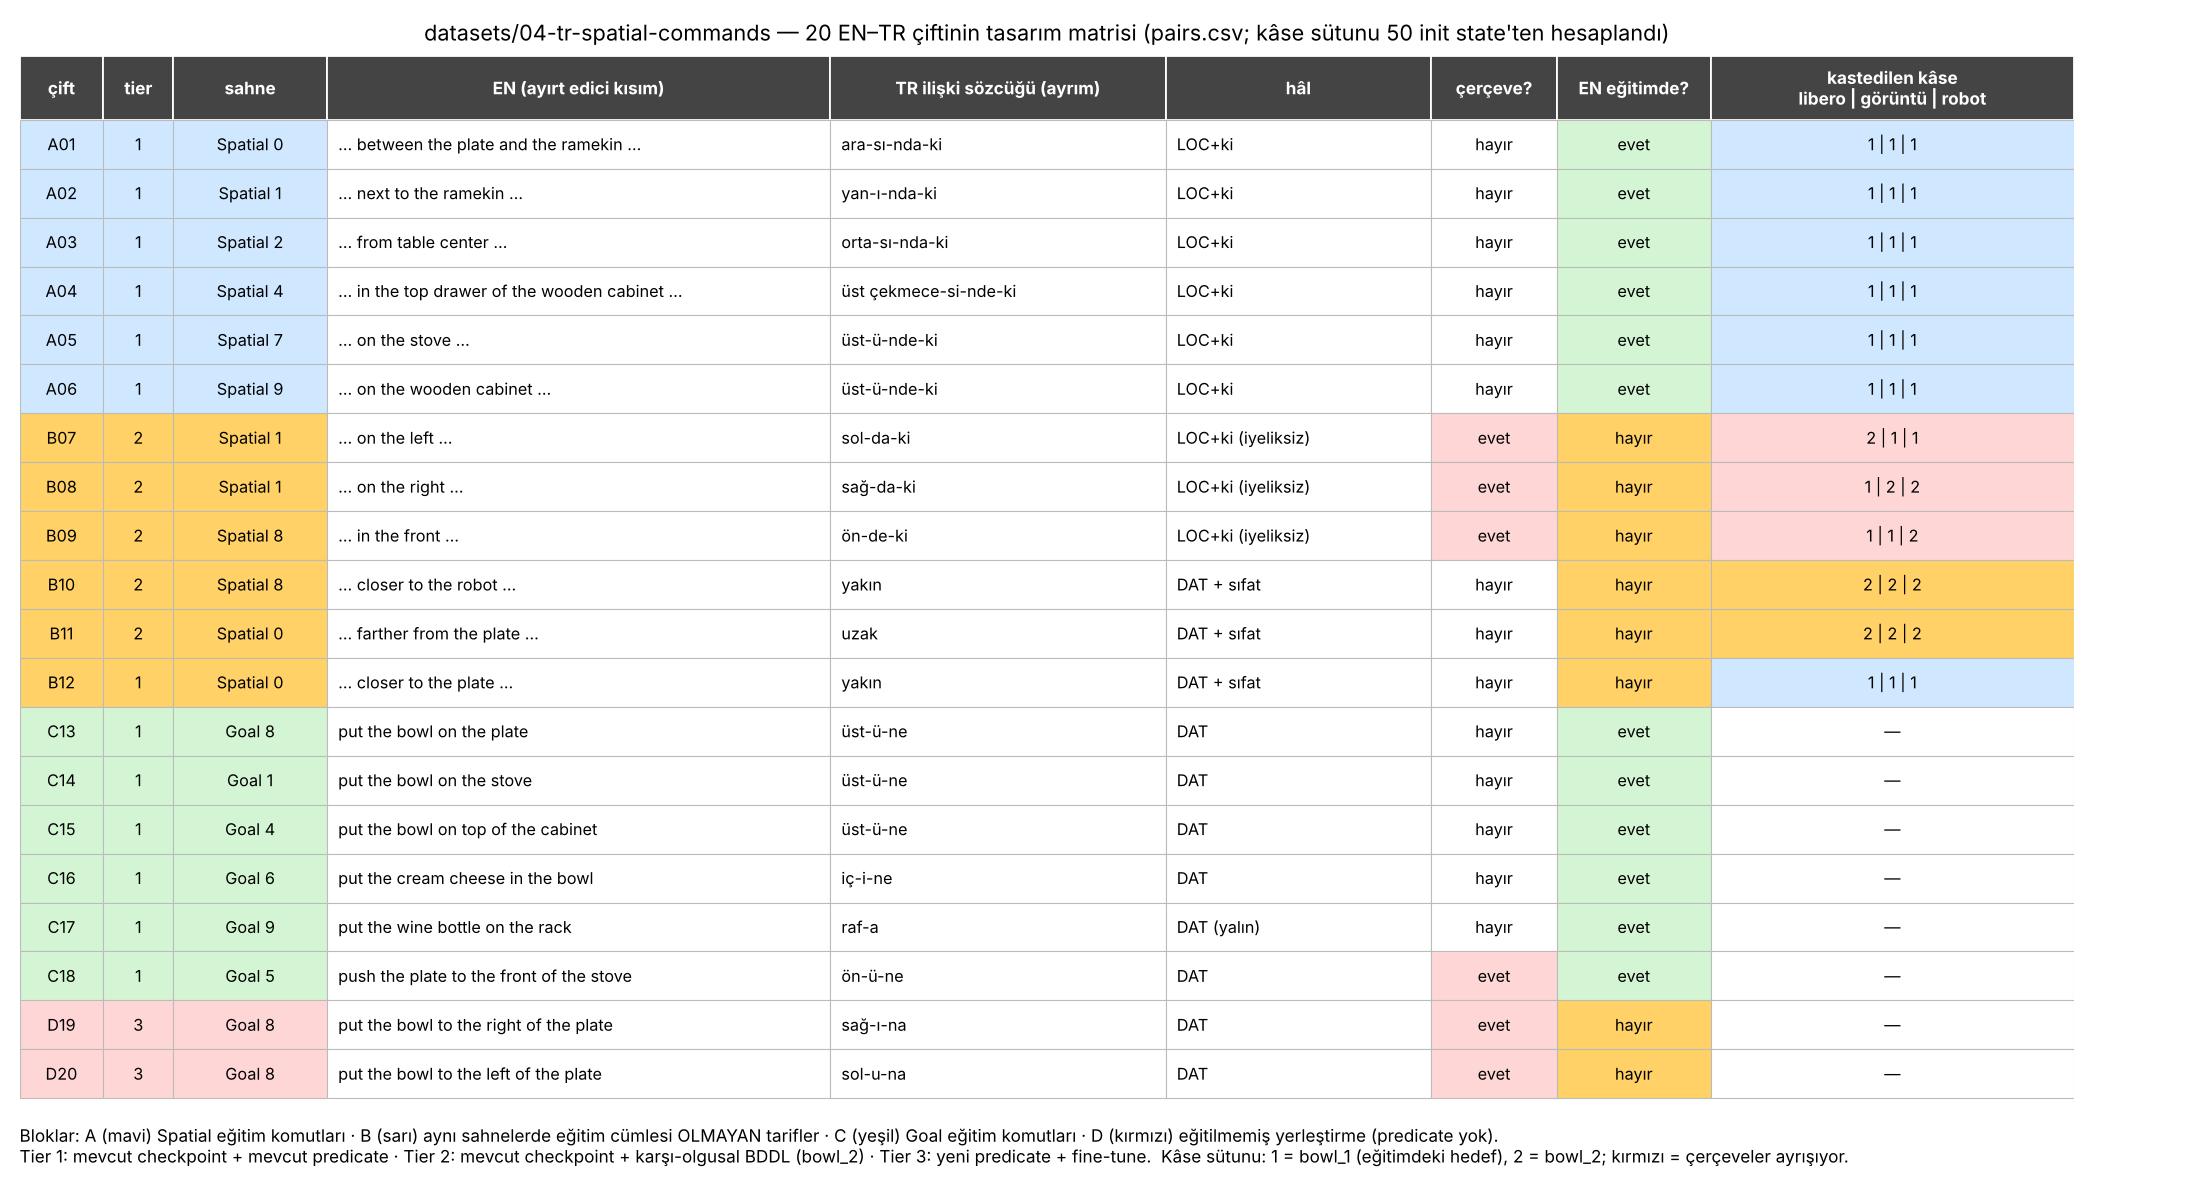 datasets/04-tr-spatial-commands — 20 EN–TR çiftinin tasarım matrisi (pairs.csv; kâse sütunu 50 init state'ten hesaplandı)
çift tier sahne EN (ayırt edici kısım) TR ilişki sözcüğü (ayrım) hâl çerçeve? EN eğitimde? kastedilen kâse
libero | görüntü | robot
A01 1 Spatial 0 ... between the plate and the ramekin ... ara-sı-nda-ki LOC+ki hayır evet 1 | 1 | 1
A02 1 Spatial 1 ... next to the ramekin ... yan-ı-nda-ki LOC+ki hayır evet 1 | 1 | 1
A03 1 Spatial 2 ... from table center ... orta-sı-nda-ki LOC+ki hayır evet 1 | 1 | 1
A04 1 Spatial 4 ... in the top drawer of the wooden cabinet ... üst çekmece-si-nde-ki LOC+ki hayır evet 1 | 1 | 1
A05 1 Spatial 7 ... on the stove ... üst-ü-nde-ki LOC+ki hayır evet 1 | 1 | 1
A06 1 Spatial 9 ... on the wooden cabinet ... üst-ü-nde-ki LOC+ki hayır evet 1 | 1 | 1
B07 2 Spatial 1 ... on the left ... sol-da-ki LOC+ki (iyeliksiz) evet hayır 2 | 1 | 1
B08 2 Spatial 1 ... on the right ... sağ-da-ki LOC+ki (iyeliksiz) evet hayır 1 | 2 | 2
B09 2 Spatial 8 ... in the front ... ön-de-ki LOC+ki (iyeliksiz) evet hayır 1 | 1 | 2
B10 2 Spatial 8 ... closer to the robot ... yakın DAT + sıfat hayır hayır 2 | 2 | 2
B11 2 Spatial 0 ... farther from the plate ... uzak DAT + sıfat hayır hayır 2 | 2 | 2
B12 1 Spatial 0 ... closer to the plate ... yakın DAT + sıfat hayır hayır 1 | 1 | 1
C13 1 Goal 8 put the bowl on the plate üst-ü-ne DAT hayır evet —
C14 1 Goal 1 put the bowl on the stove üst-ü-ne DAT hayır evet —
C15 1 Goal 4 put the bowl on top of the cabinet üst-ü-ne DAT hayır evet —
C16 1 Goal 6 put the cream cheese in the bowl iç-i-ne DAT hayır evet —
C17 1 Goal 9 put the wine bottle on the rack raf-a DAT (yalın) hayır evet —
C18 1 Goal 5 push the plate to the front of the stove ön-ü-ne DAT evet evet —
D19 3 Goal 8 put the bowl to the right of the plate sağ-ı-na DAT evet hayır —
D20 3 Goal 8 put the bowl to the left of the plate sol-u-na DAT evet hayır —
Bloklar: A (mavi) Spatial eğitim komutları · B (sarı) aynı sahnelerde eğitim cümlesi OLMAYAN tarifler · C (yeşil) Goal eğitim komutları · D (kırmızı) eğitilmemiş yerleştirme (predicate yok).
Tier 1: mevcut checkpoint + mevcut predicate · Tier 2: mevcut checkpoint + karşı-olgusal BDDL (bowl_2) · Tier 3: yeni predicate + fine-tune. Kâse sütunu: 1 = bowl_1 (eğitimdeki hedef), 2 = bowl_2; kırmızı = çerçeveler ayrışıyor.